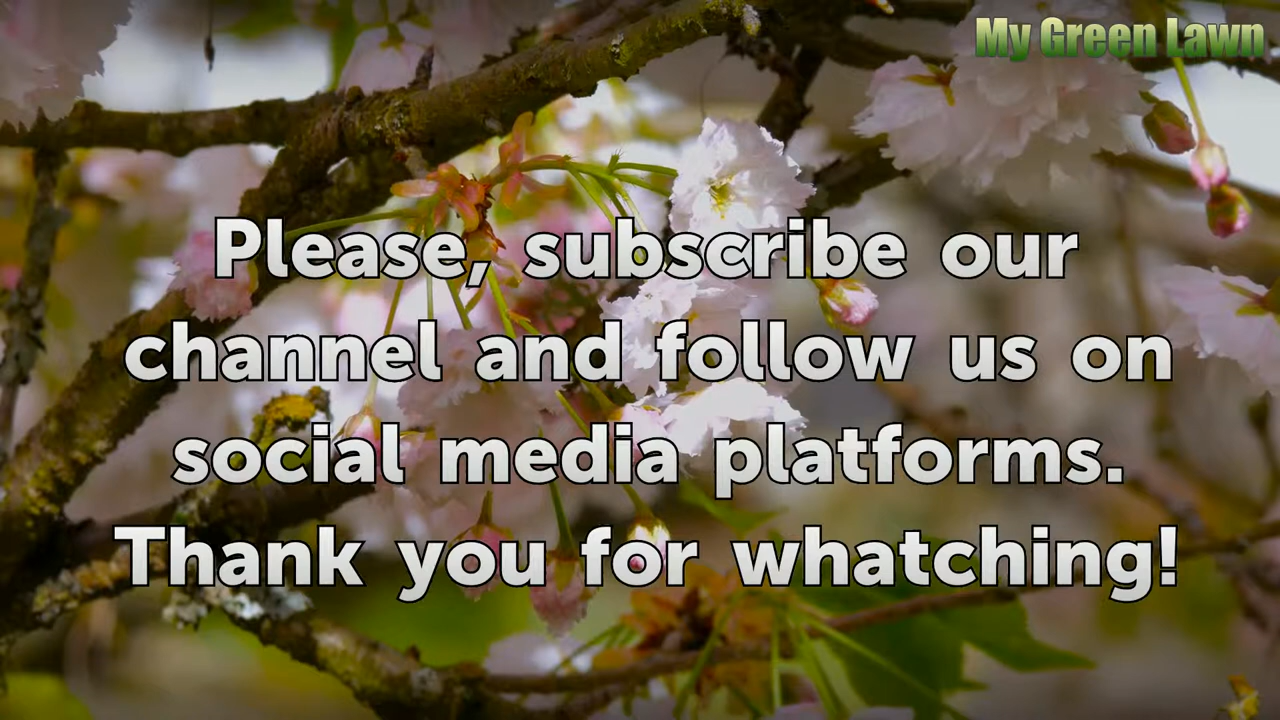 My Green Lawn
Please, subscribe our
channel and follow us on
social media platforms.
Thank you for whatching!